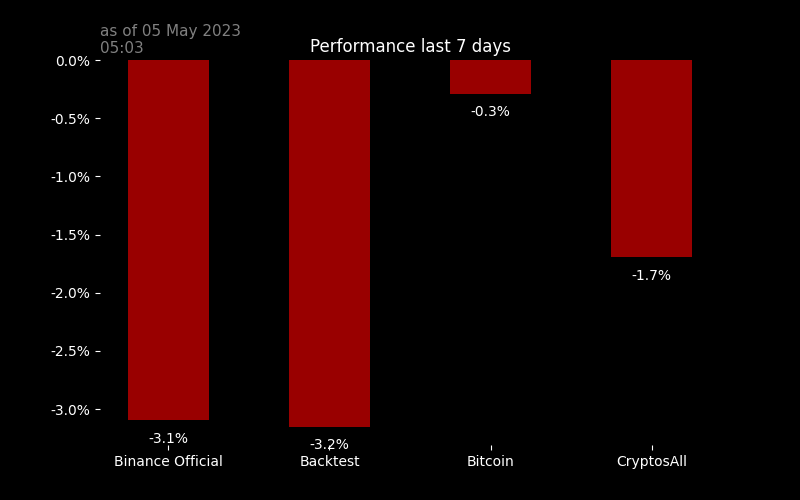 as of 05 May 2023
05:03
Performance last 7 days
0.0%
-0.5%
-1.0%
-1.5%
-2.0%
-2.5%
-3.0%
-3.1%
-3.2%
-0.3%
-1.7%
Binance Official
Backtest
Bitcoin
CryptosAll